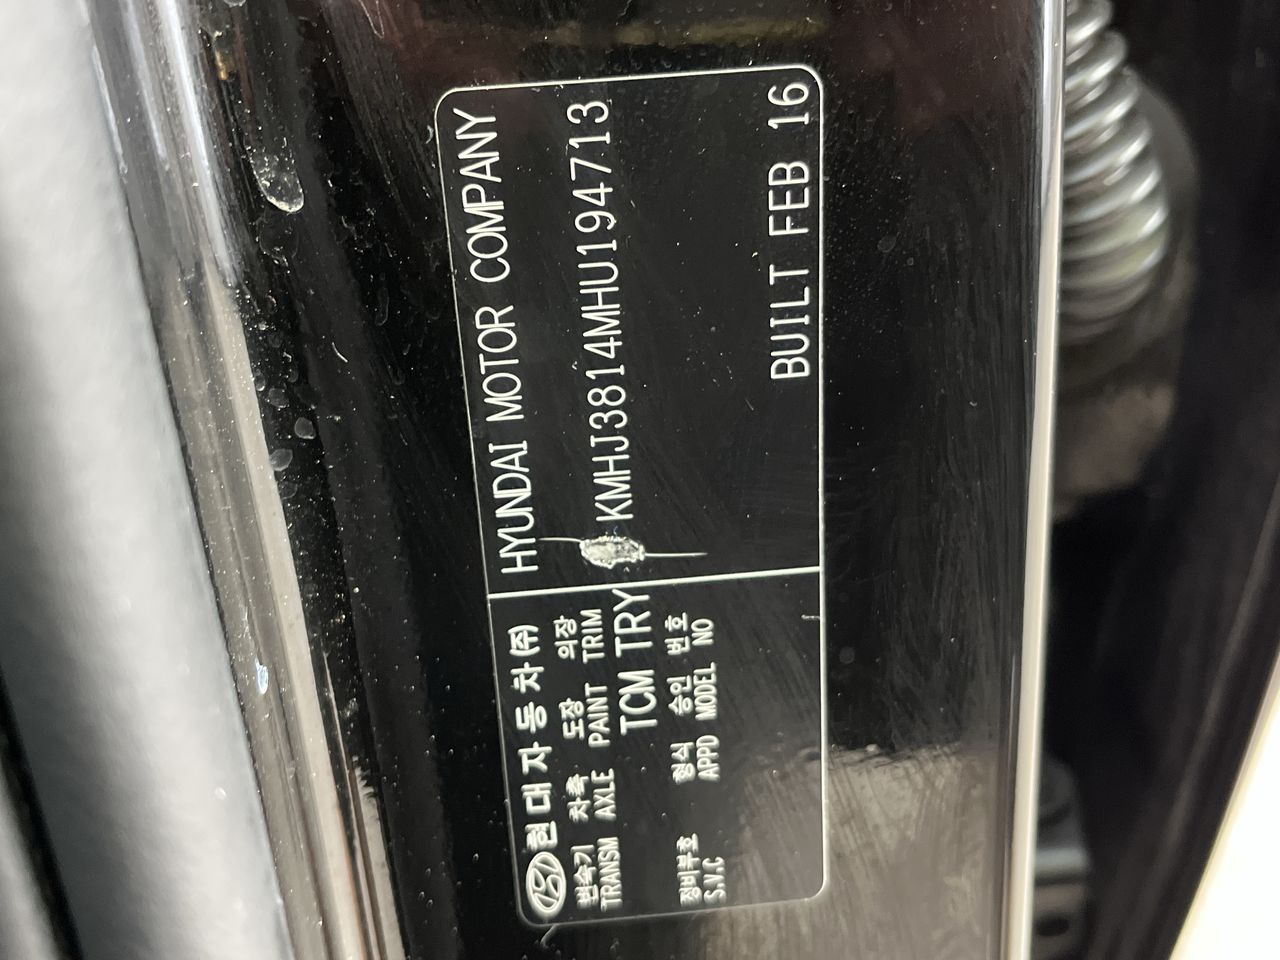 현대자동차(주) HYUNDAI MOTOR COMPANY
변속기 차축 도장 의장
TRANSM AXLE PAINT TRIM KMHJ3814MHU194713
TCM TRY
정비부호 형식 승인 번호
S.V.C APPD MODEL NO
BUILT FEB 16